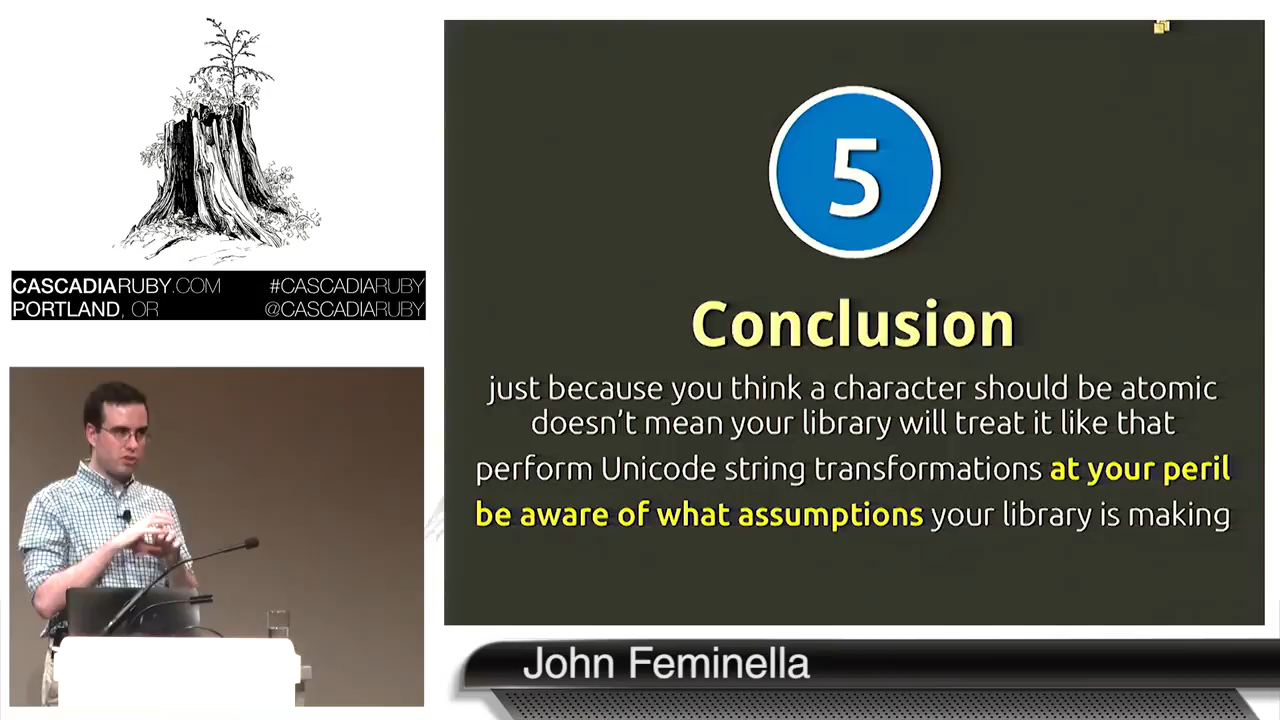 CASCADIARUBY.COM #CASCADIARUBY
PORTLAND, OR @CASCADIARUBY
5
Conclusion
just because you think a character should be atomic
doesn't mean your library will treat it like that
perform Unicode string transformations at your peril
be aware of what assumptions your library is making
John Feminella